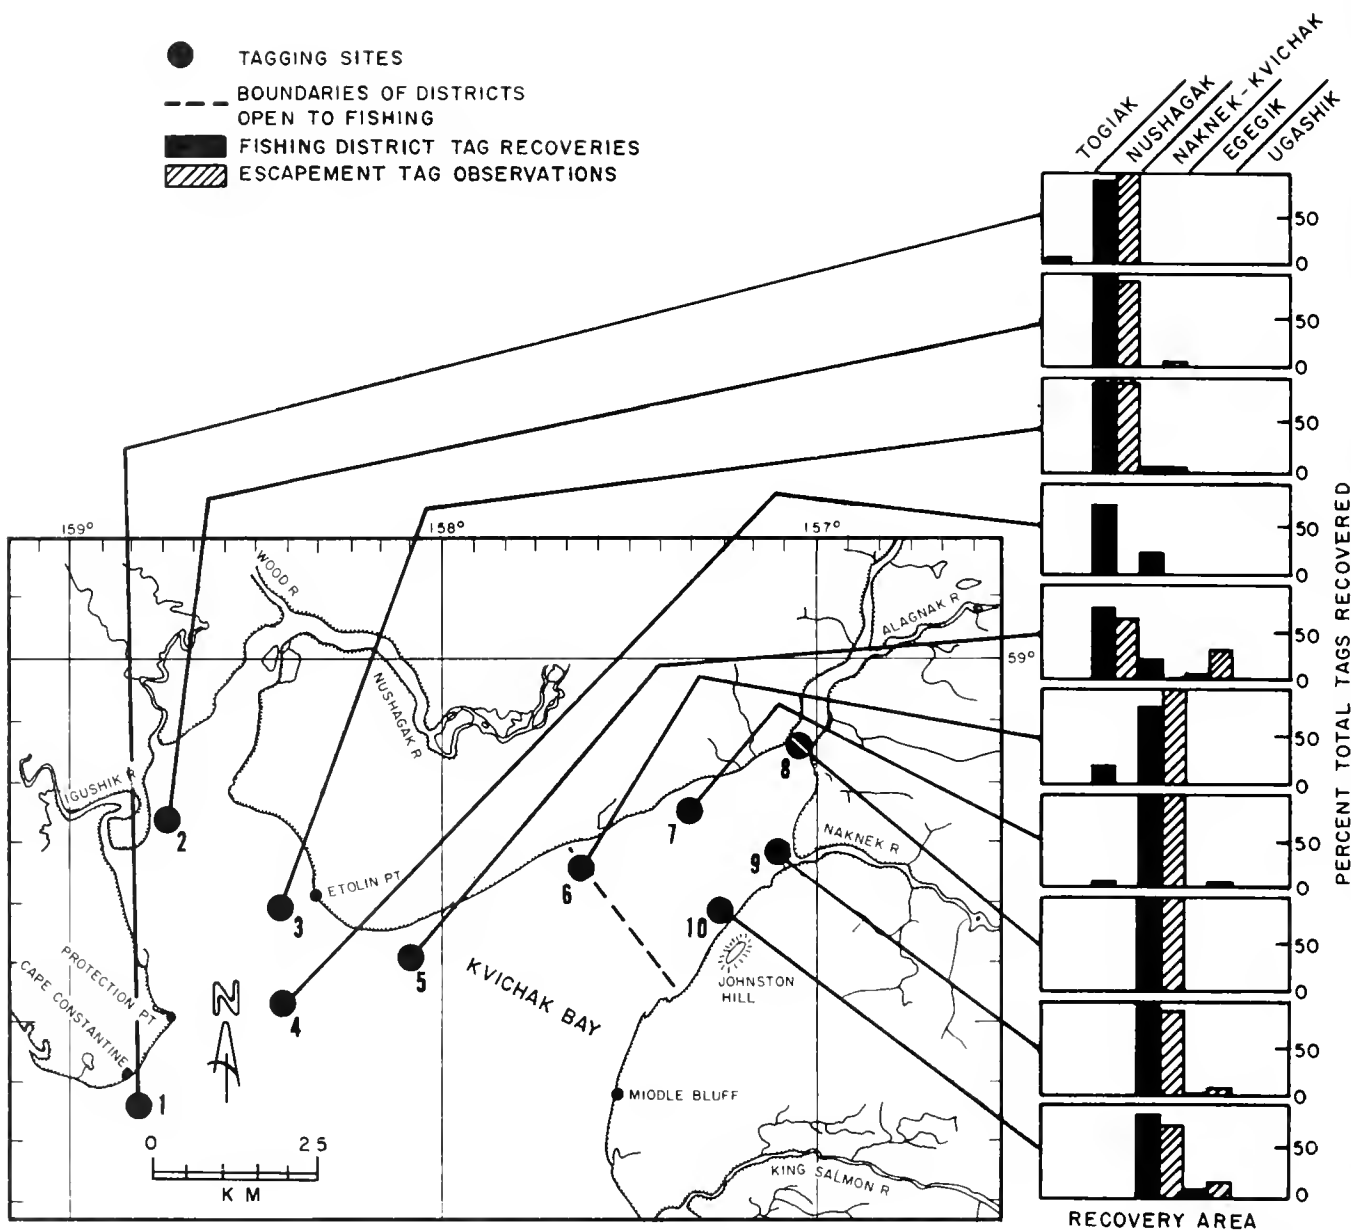 TAGGING SITES
BOUNDARIES OF DISTRICTS
OPEN TO FISHING
FISHING DISTRICT TAG RECOVERIES
ESCAPEMENT TAG OBSERVATIONS
TOGIAK
NUSHAGAK
NAKNEK - KVICHAK
EGEGIK
UGASHIK
50
0
50
0
50
0
50
0
50
0
50
0
50
0
50
0
50
0
50
0
PERCENT TOTAL TAGS RECOVERED
RECOVERY AREA
159°
158°
157°
59°
WOOD R
NUSHAGAK R
ALAGNAK R
IGUSHIK R
NAKNEK R
ETOLIN PT
PROTECTION PT
CAPE CONSTANTINE
KVICHAK BAY
JOHNSTON
HILL
MIDDLE BLUFF
KING SALMON R
1
2
3
4
5
6
7
8
9
10
N
0 25
KM